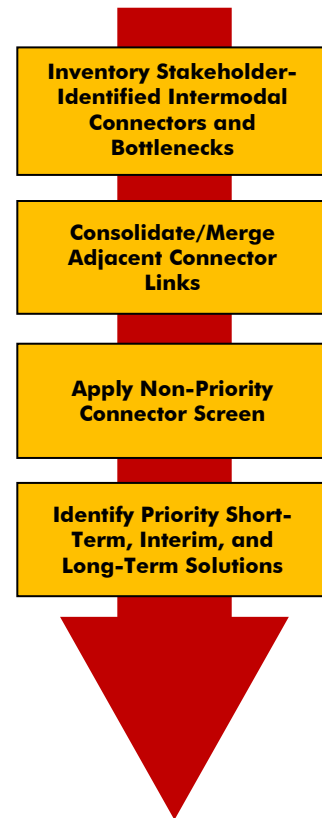 Inventory Stakeholder-
Identified Intermodal
Connectors and
Bottlenecks
Consolidate/Merge
Adjacent Connector
Links
Apply Non-Priority
Connector Screen
Identify Priority Short-
Term, Interim, and
Long-Term Solutions